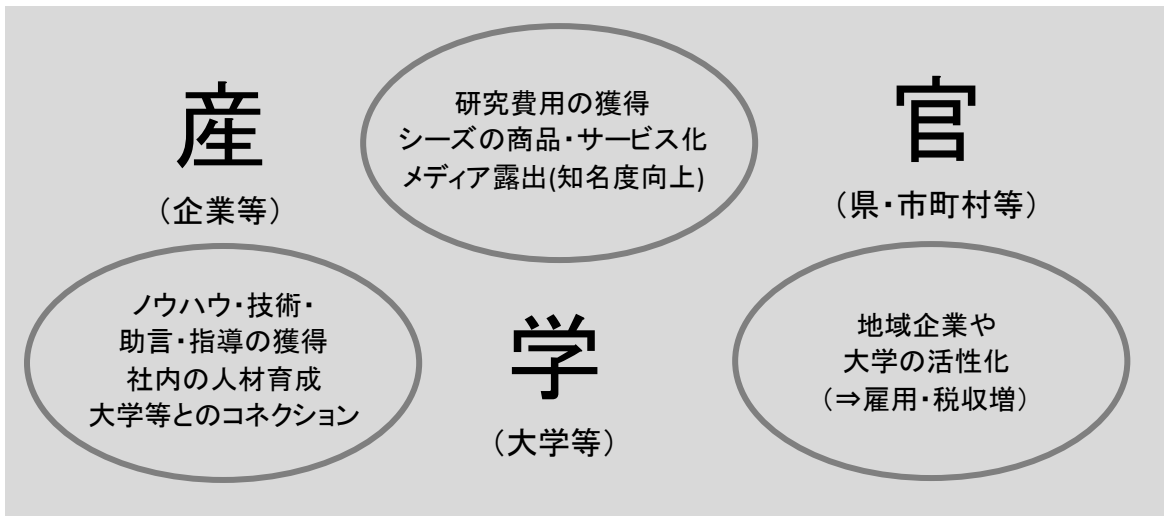 産
(企業等)
研究費用の獲得
シーズの商品・サービス化
メディア露出(知名度向上)
官
(県・市町村等)
ノウハウ・技術・
助言・指導の獲得
社内の人材育成
大学等とのコネクション
学
(大学等)
地域企業や
大学の活性化
(⇒雇用・税収増)